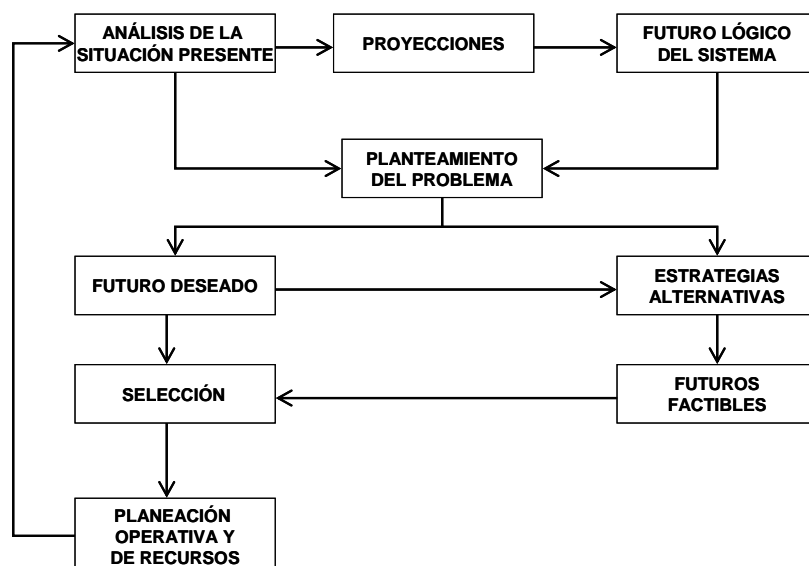 ANÁLISIS DE LA
SITUACIÓN PRESENTE
PROYECCIONES
FUTURO LÓGICO
DEL SISTEMA
PLANTEAMIENTO
DEL PROBLEMA
FUTURO DESEADO
ESTRATEGIAS
ALTERNATIVAS
SELECCIÓN
FUTUROS
FACTIBLES
PLANEACIÓN
OPERATIVA Y
DE RECURSOS